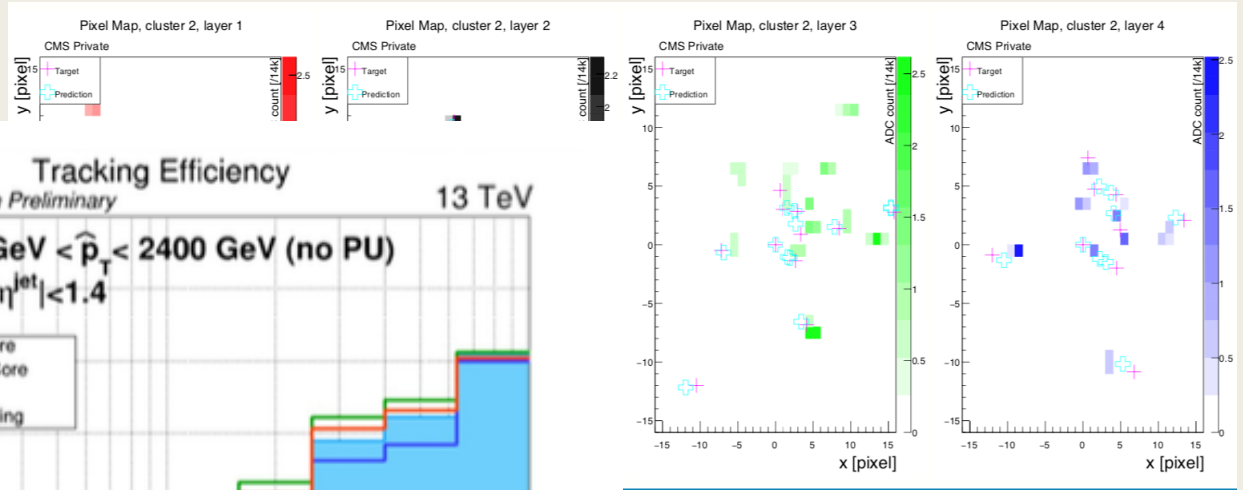 Pixel Map, cluster 2, layer 1
CMS Private
y [pixel]
15
Target
Prediction
count [/14k]
2.5
Pixel Map, cluster 2, layer 2
CMS Private
y [pixel]
15
Target
Prediction
count [/14k]
2.2
2
Pixel Map, cluster 2, layer 3
CMS Private
y [pixel]
15
10
5
0
−5
−10
−15
Target
Prediction
−15 −10 −5 0 5 10 15
x [pixel]
ADC count [/14k]
2.5
2
1.5
1
0.5
0
Pixel Map, cluster 2, layer 4
CMS Private
y [pixel]
15
10
5
0
−5
−10
−15
Target
Prediction
−15 −10 −5 0 5 10 15
x [pixel]
ADC count [/14k]
2.5
2
1.5
1
0.5
0
Tracking Efficiency
Preliminary
13 TeV
GeV < p̂T < 2400 GeV (no PU)
ηjet|<1.4
re
ore
ing